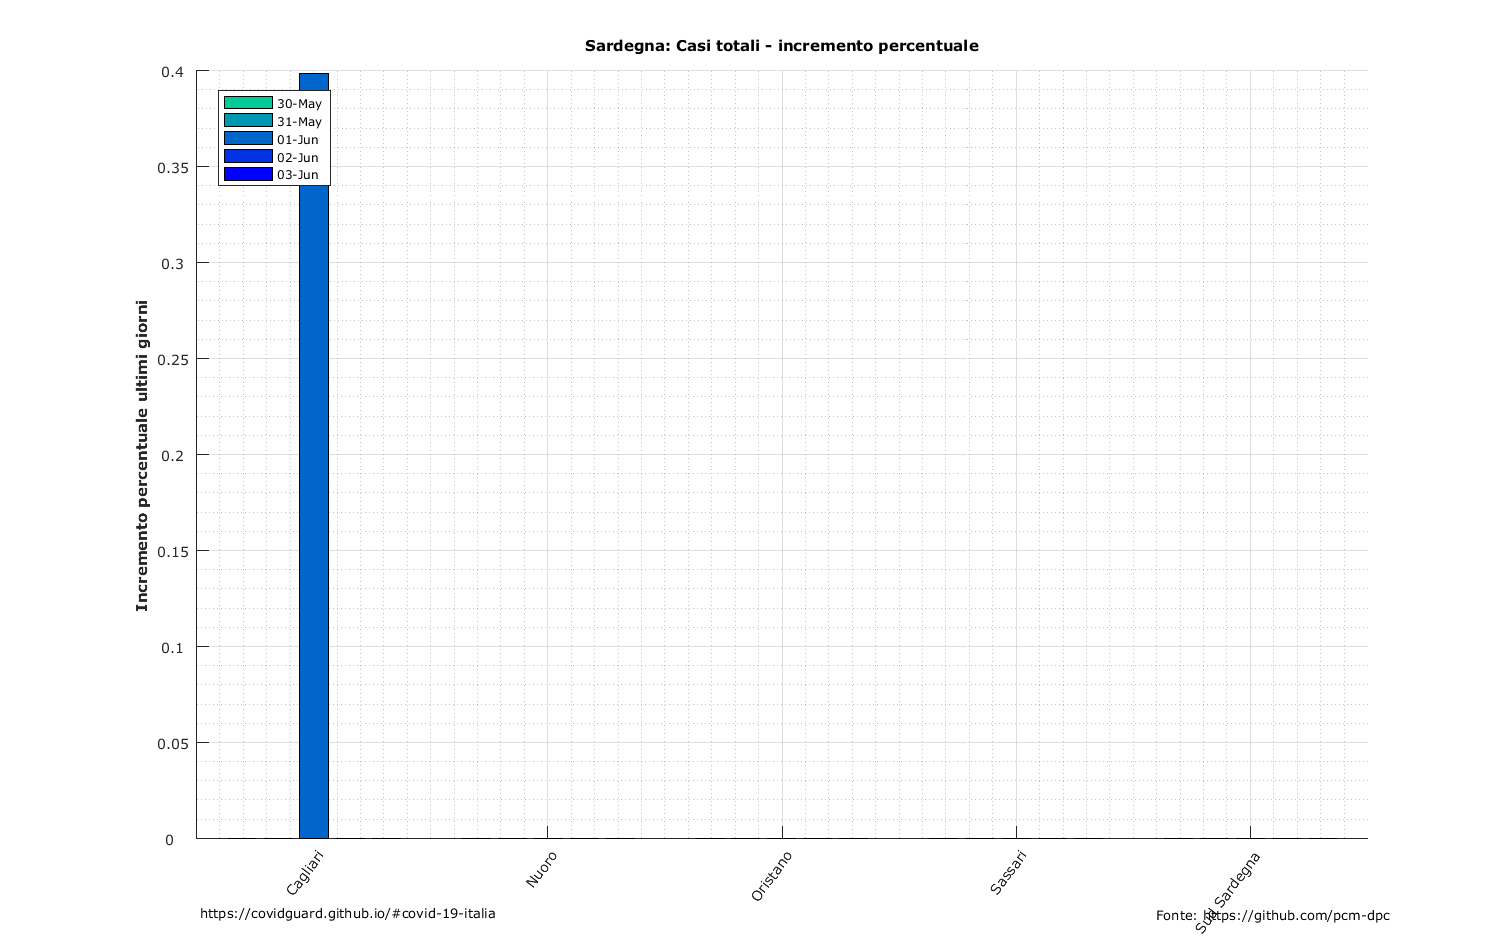 Sardegna: Casi totali - incremento percentuale
0.4
0.35
0.3
0.25
0.2
0.15
0.1
0.05
0
Incremento percentuale ultimi giorni
30-May
31-May
01-Jun
02-Jun
03-Jun
Cagliari
Nuoro
Oristano
Sassari
Sud Sardegna
https://covidguard.github.io/#covid-19-italia
Fonte: https://github.com/pcm-dpc